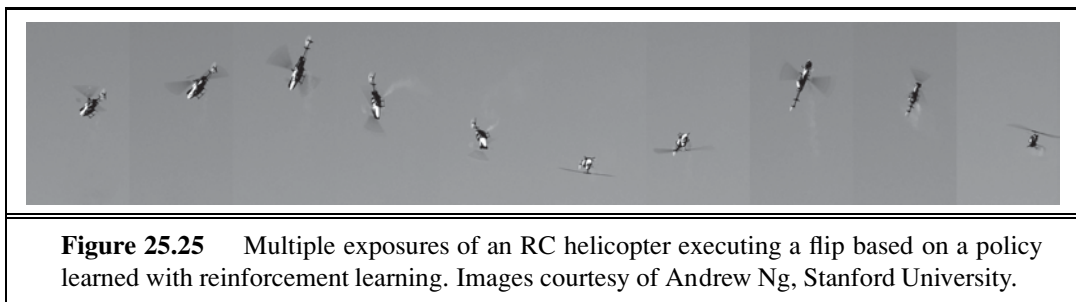 Figure 25.25 Multiple exposures of an RC helicopter executing a flip based on a policy
learned with reinforcement learning. Images courtesy of Andrew Ng, Stanford University.